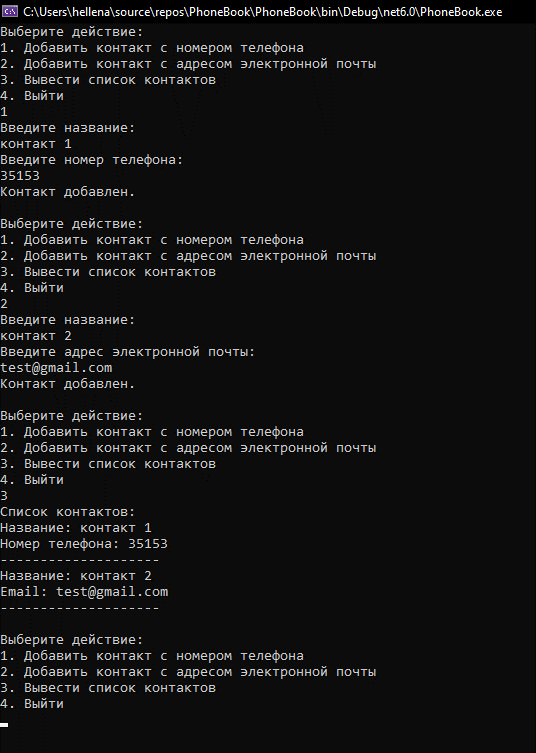 C:\Users\hellena\source\repos\PhoneBook\PhoneBook\bin\Debug\net6.0\PhoneBook.exe
Выберите действие:
1. Добавить контакт с номером телефона
2. Добавить контакт с адресом электронной почты
3. Вывести список контактов
4. Выйти
1
Введите название:
контакт 1
Введите номер телефона:
35153
Контакт добавлен.
Выберите действие:
1. Добавить контакт с номером телефона
2. Добавить контакт с адресом электронной почты
3. Вывести список контактов
4. Выйти
2
Введите название:
контакт 2
Введите адрес электронной почты:
test@gmail.com
Контакт добавлен.
Выберите действие:
1. Добавить контакт с номером телефона
2. Добавить контакт с адресом электронной почты
3. Вывести список контактов
4. Выйти
3
Список контактов:
Название: контакт 1
Номер телефона: 35153
--------------------
Название: контакт 2
Email: test@gmail.com
--------------------
Выберите действие:
1. Добавить контакт с номером телефона
2. Добавить контакт с адресом электронной почты
3. Вывести список контактов
4. Выйти